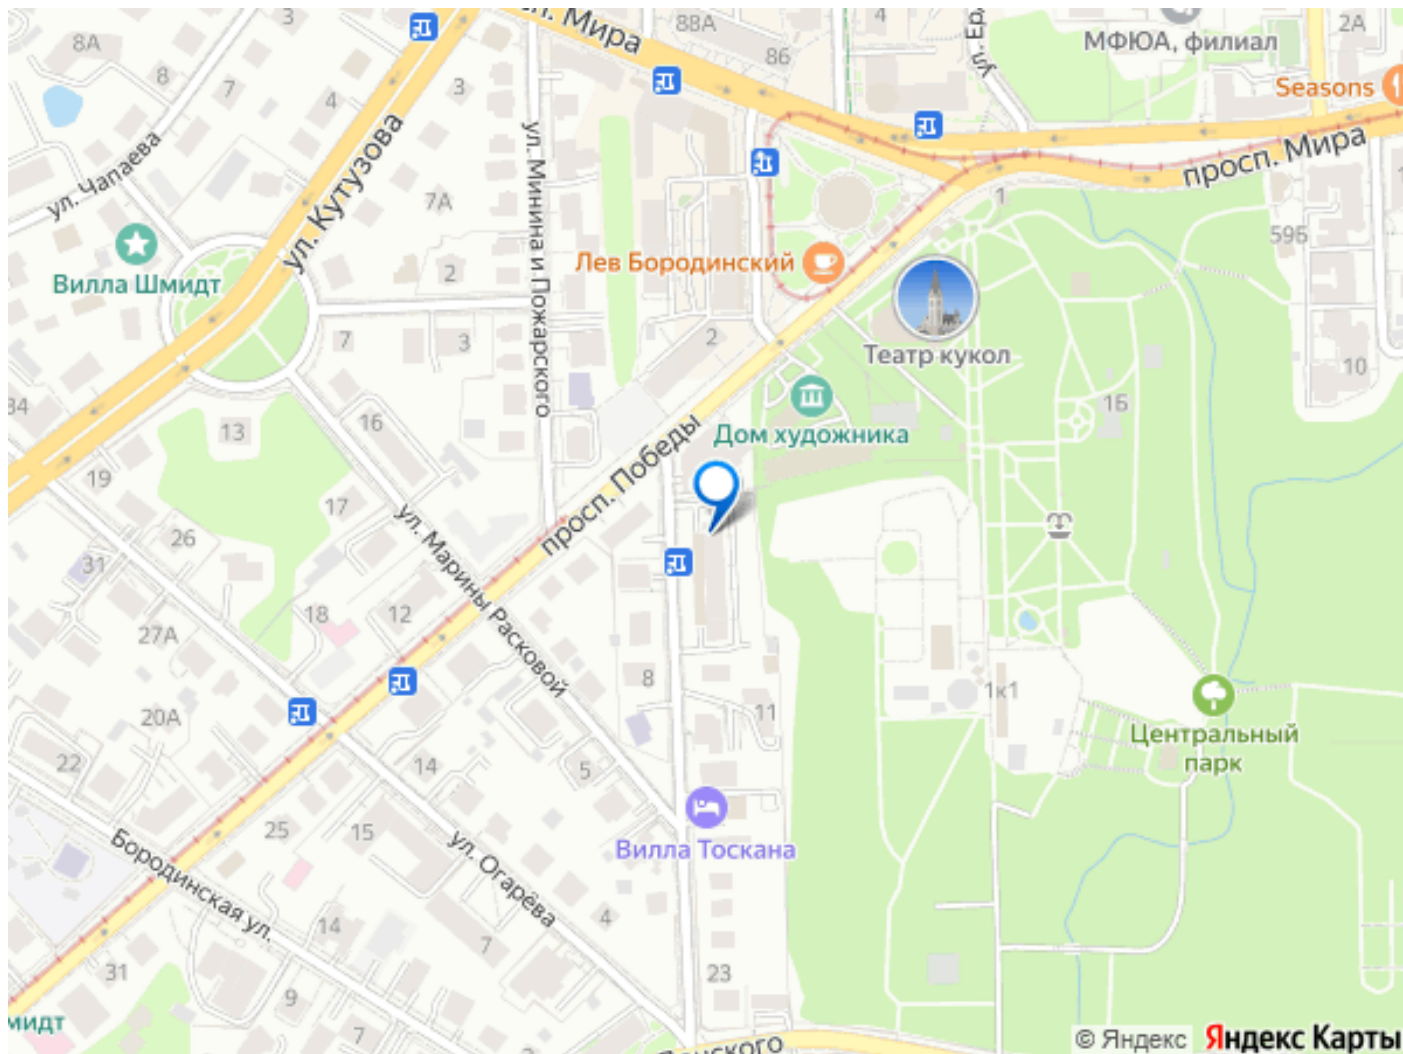 3
88А
4
2А
пл. Мира
ул. Ер
МФЮА, филиал
8А
86
8
7
3
4
Seasons
ул. Чапаева
ул. Кутузова
ул. Минина и Пожарского
просп. Мира
1
7А
59Б
Вилла Шмидт
2
Лев Бородинский
7
3
2
Театр кукол
10
34
16
13
1Б
Дом художника
просп. Победы
19
17
ул. Марины Расковой
26
31
18
12
27А
8
1к1
20А
11
Центральный
парк
22
14
5
25
15
Вилла Тоскана
Бородинская ул.
ул. Огарёва
14
4
7
31
23
9
7
мидт
© Яндекс
Яндекс Карты